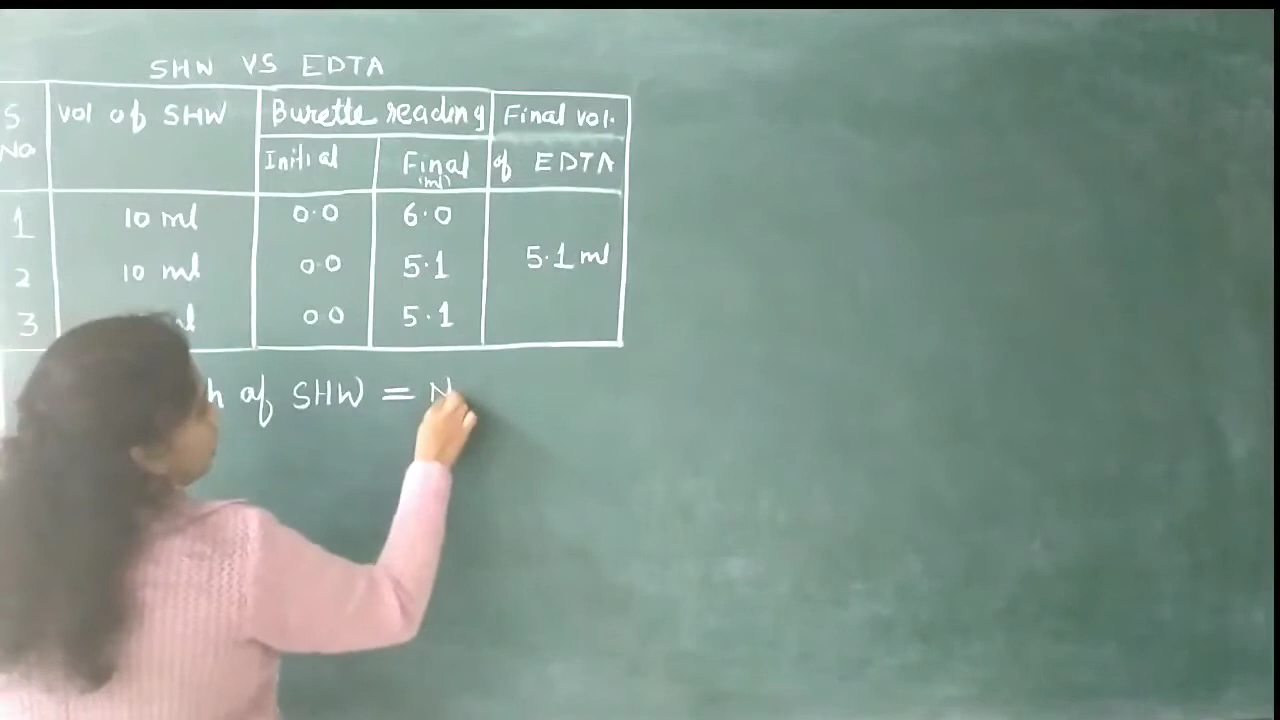 SHW VS EDTA
S No. Vol of SHW Burette reading Final vol. of EDTA
Initial Final (ml)
1 10 ml 0.0 6.0
2 10 ml 0.0 5.1 5.1 ml
3 ml 0 0 5.1
of SHW = N